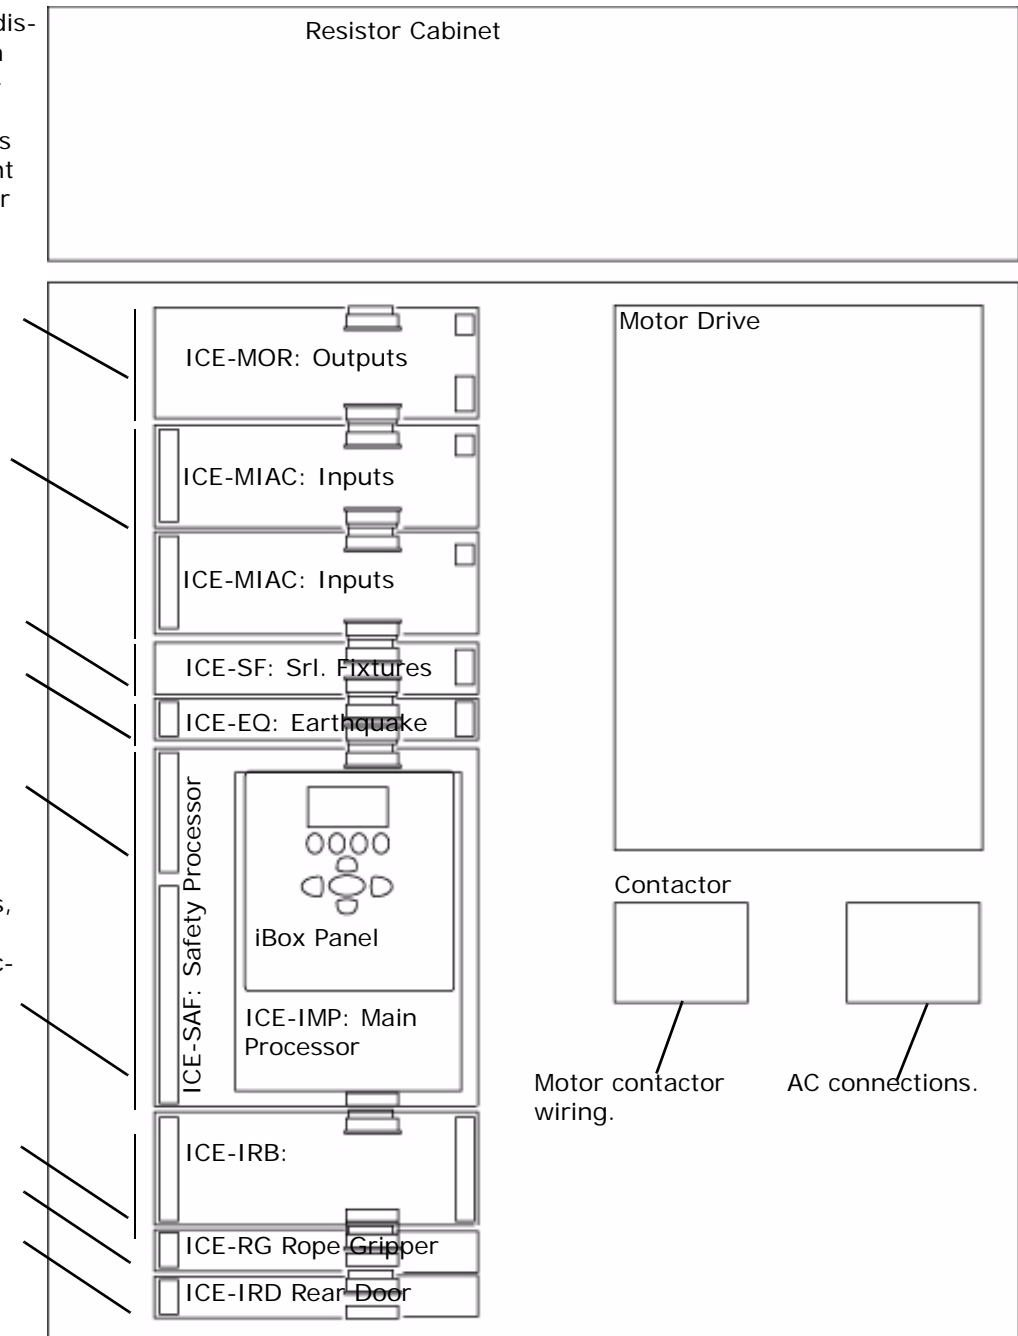 dis-
Resistor Cabinet
s
nt
r
Motor Drive
ICE-MOR: Outputs
ICE-MIAC: Inputs
ICE-MIAC: Inputs
ICE-SF: Srl. Fixtures
ICE-EQ: Earthquake
ICE-SAF: Safety Processor
iBox Panel
ICE-IMP: Main
Processor
Contactor
s,
c-
Motor contactor
wiring.
AC connections.
ICE-IRB:
ICE-RG Rope Gripper
ICE-IRD Rear Door